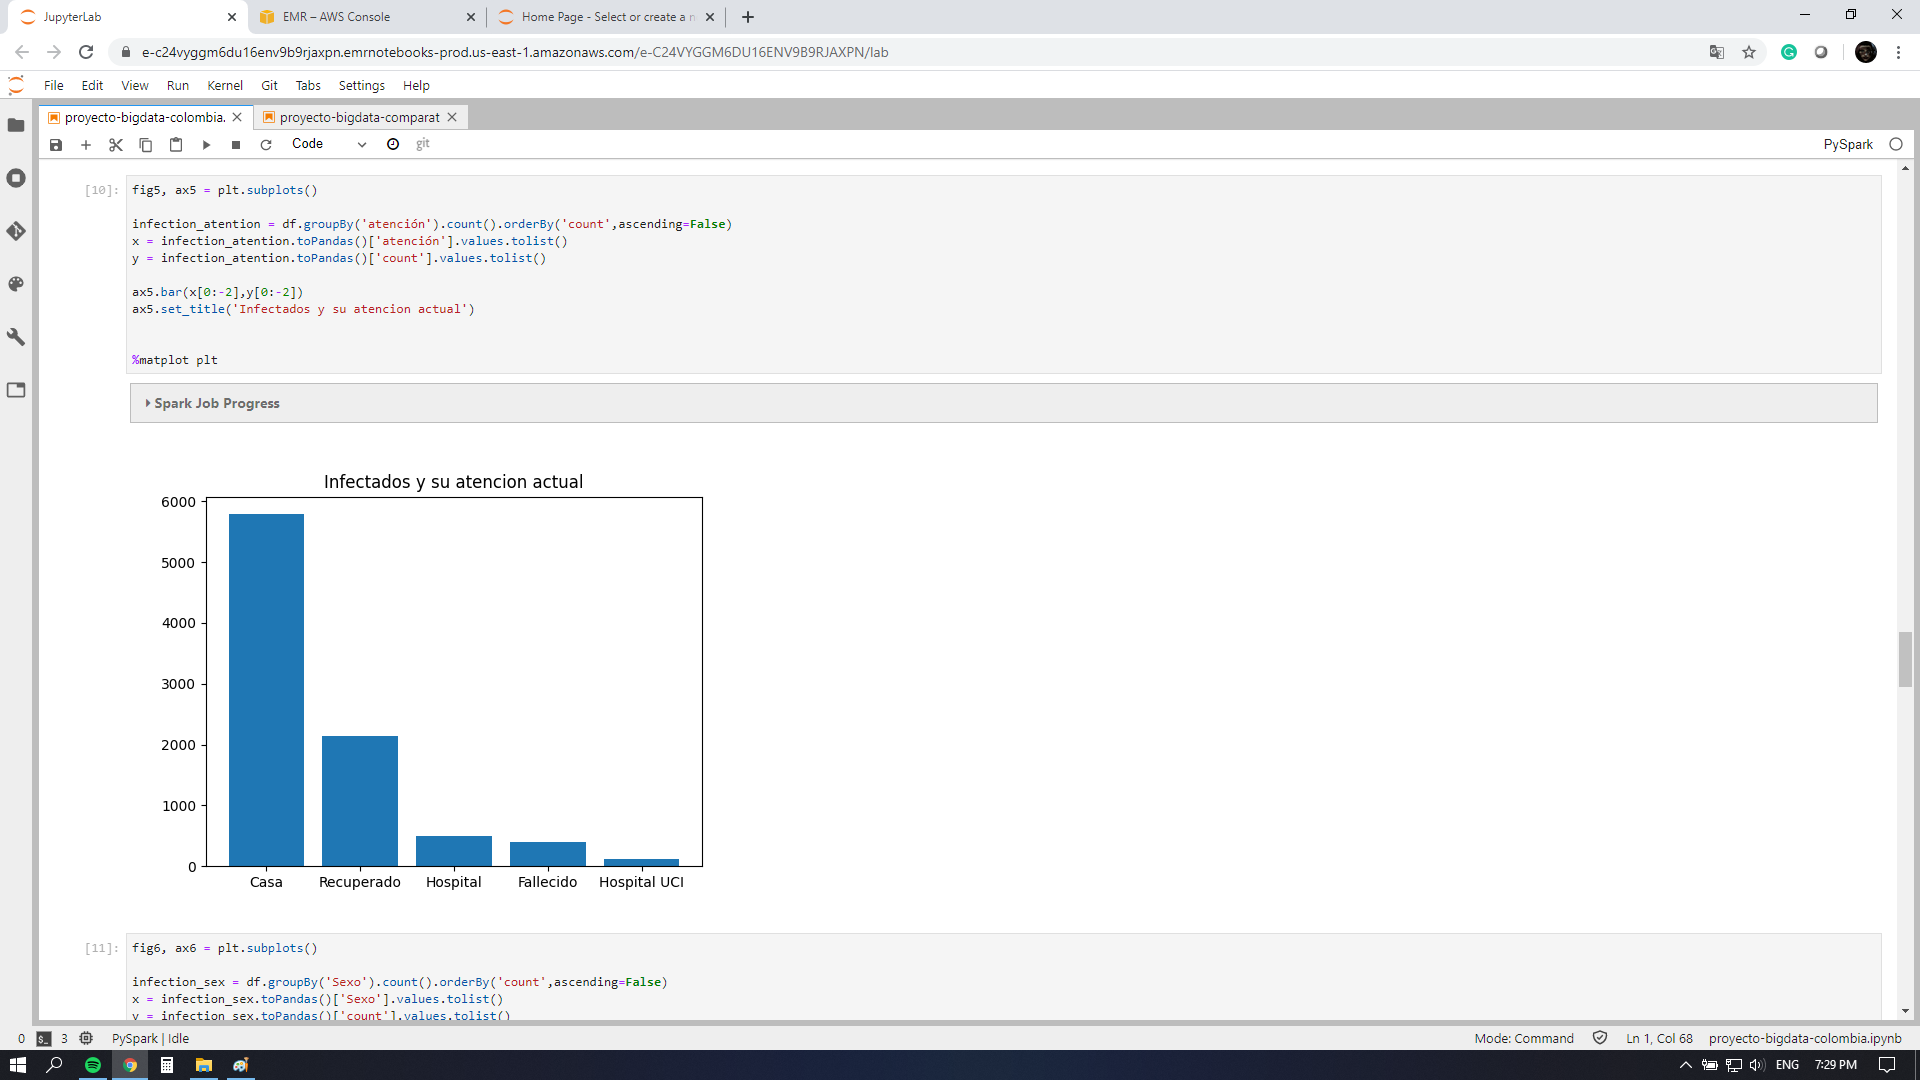 JupyterLab
EMR – AWS Console
Home Page - Select or create a n
e-c24vyggm6du16env9b9rjaxpn.emrnotebooks-prod.us-east-1.amazonaws.com/e-C24VYGGM6DU16ENV9B9RJAXPN/lab
File Edit View Run Kernel Git Tabs Settings Help
proyecto-bigdata-colombia.
proyecto-bigdata-comparat
Code
git
PySpark
[10]:
fig5, ax5 = plt.subplots()
infection_atention = df.groupBy('atención').count().orderBy('count',ascending=False)
x = infection_atention.toPandas()['atención'].values.tolist()
y = infection_atention.toPandas()['count'].values.tolist()
ax5.bar(x[0:-2],y[0:-2])
ax5.set_title('Infectados y su atencion actual')
%matplot plt
Spark Job Progress
Infectados y su atencion actual
6000
5000
4000
3000
2000
1000
0
Casa Recuperado Hospital Fallecido Hospital UCI
[11]:
fig6, ax6 = plt.subplots()
infection_sex = df.groupBy('Sexo').count().orderBy('count',ascending=False)
x = infection_sex.toPandas()['Sexo'].values.tolist()
y = infection_sex.toPandas()['count'].values.tolist()
0 $_ 3 PySpark | Idle
Mode: Command Ln 1, Col 68 proyecto-bigdata-colombia.ipynb
ENG 7:29 PM